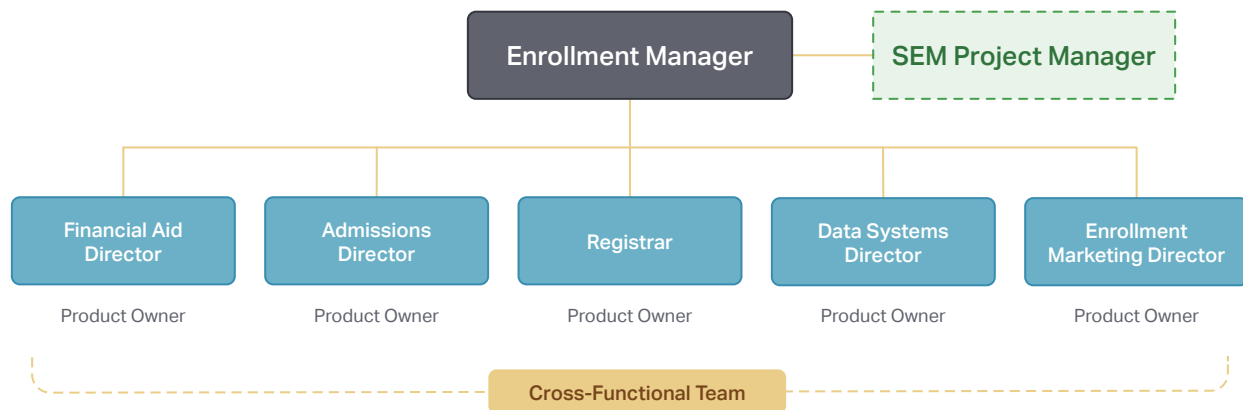 Enrollment Manager
SEM Project Manager
Financial Aid
Director
Admissions
Director
Registrar
Data Systems
Director
Enrollment
Marketing Director
Product Owner
Product Owner
Product Owner
Product Owner
Product Owner
Cross-Functional Team